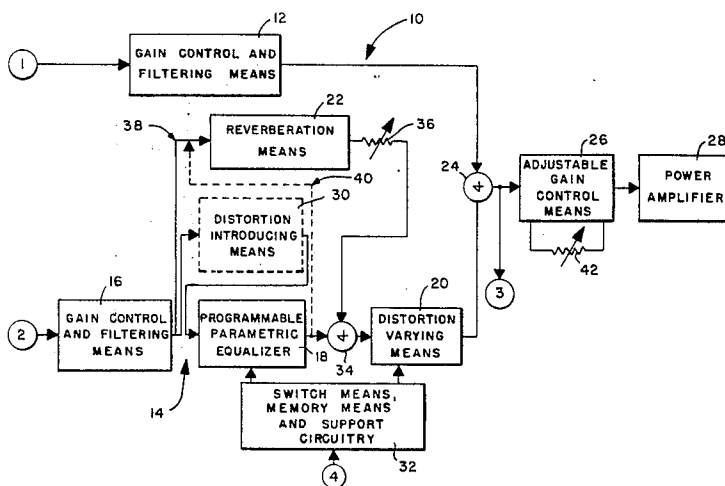 12
10
1
GAIN CONTROL AND
FILTERING MEANS
22
38
REVERBERATION
MEANS
36
26
28
24
ADJUSTABLE
GAIN
CONTROL
MEANS
POWER
AMPLIFIER
40
30
DISTORTION
INTRODUCING
MEANS
42
3
16
20
2
GAIN CONTROL
AND FILTERING
MEANS
PROGRAMMABLE
PARAMETRIC
EQUALIZER
18
34
DISTORTION
VARYING
MEANS
14
SWITCH MEANS,
MEMORY MEANS
AND SUPPORT
CIRCUITRY
32
4